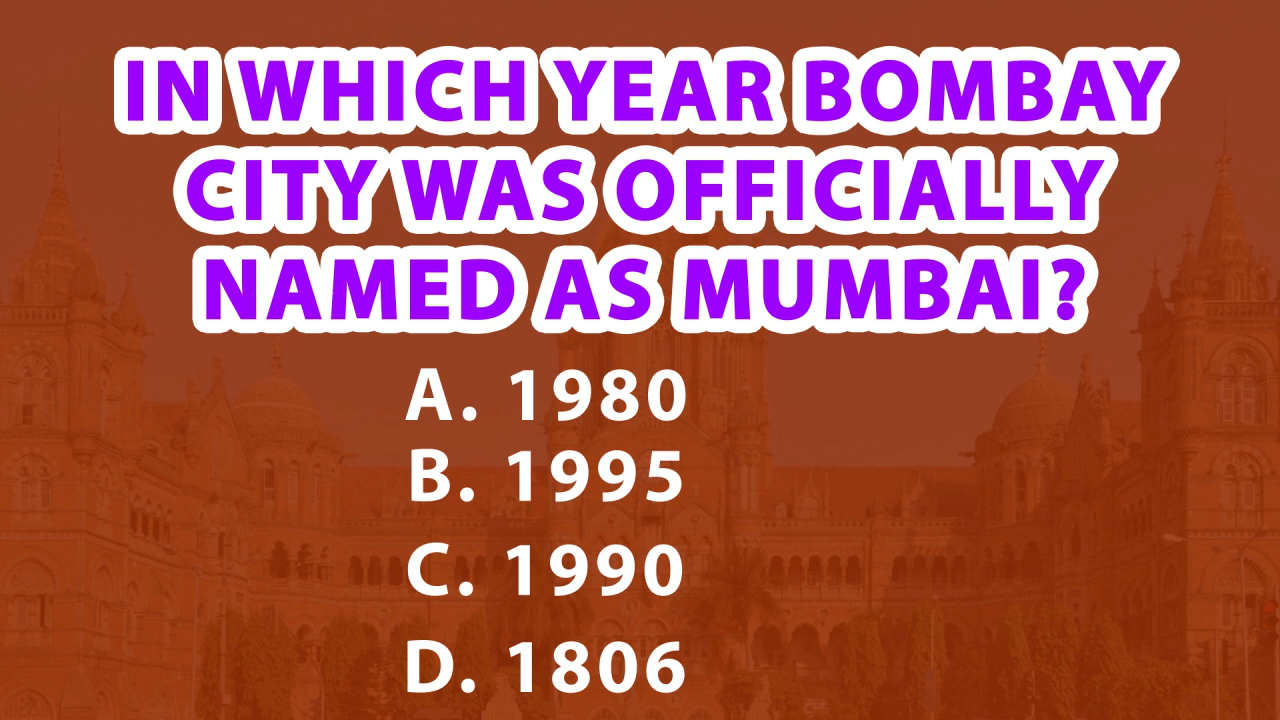 IN WHICH YEAR BOMBAY
CITY WAS OFFICIALLY
NAMED AS MUMBAI?
A. 1980
B. 1995
C. 1990
D. 1806